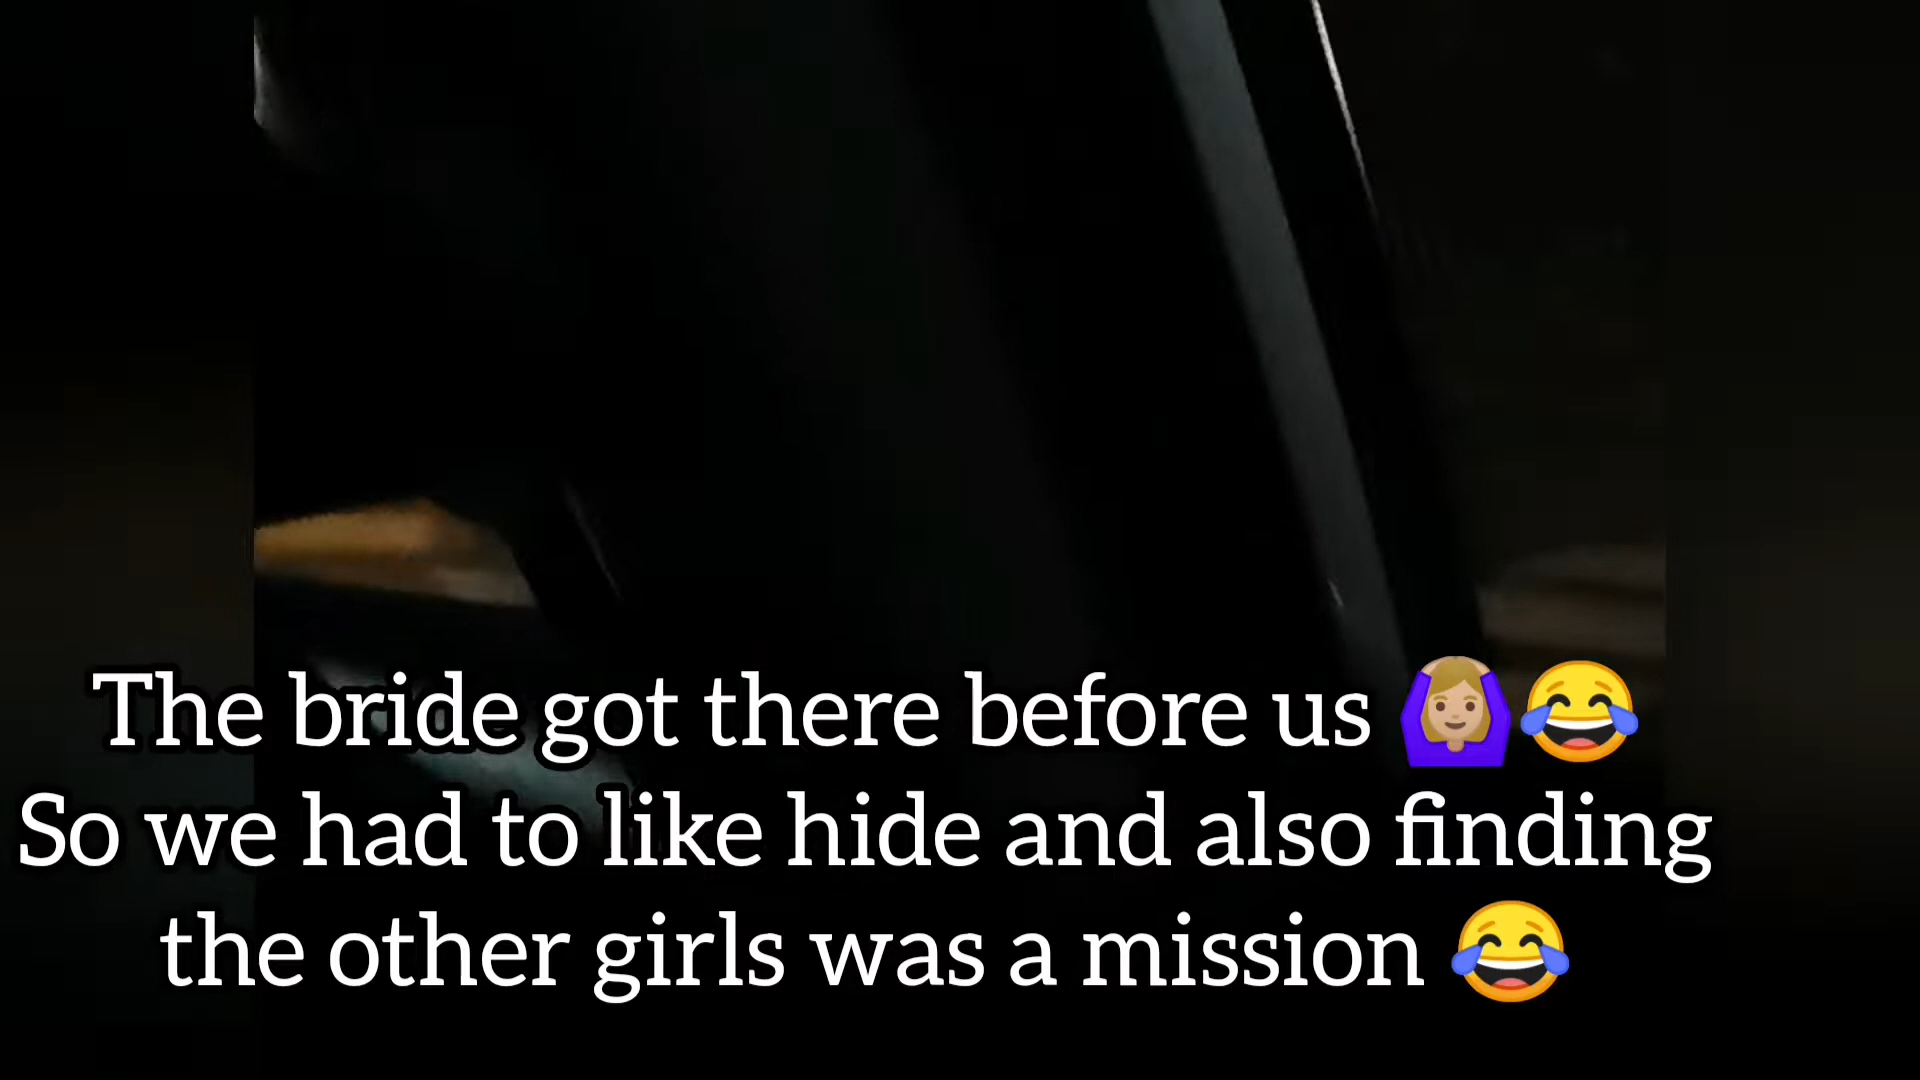 The bride got there before us 🙆🏼‍♀️😂
So we had to like hide and also finding
the other girls was a mission 😂